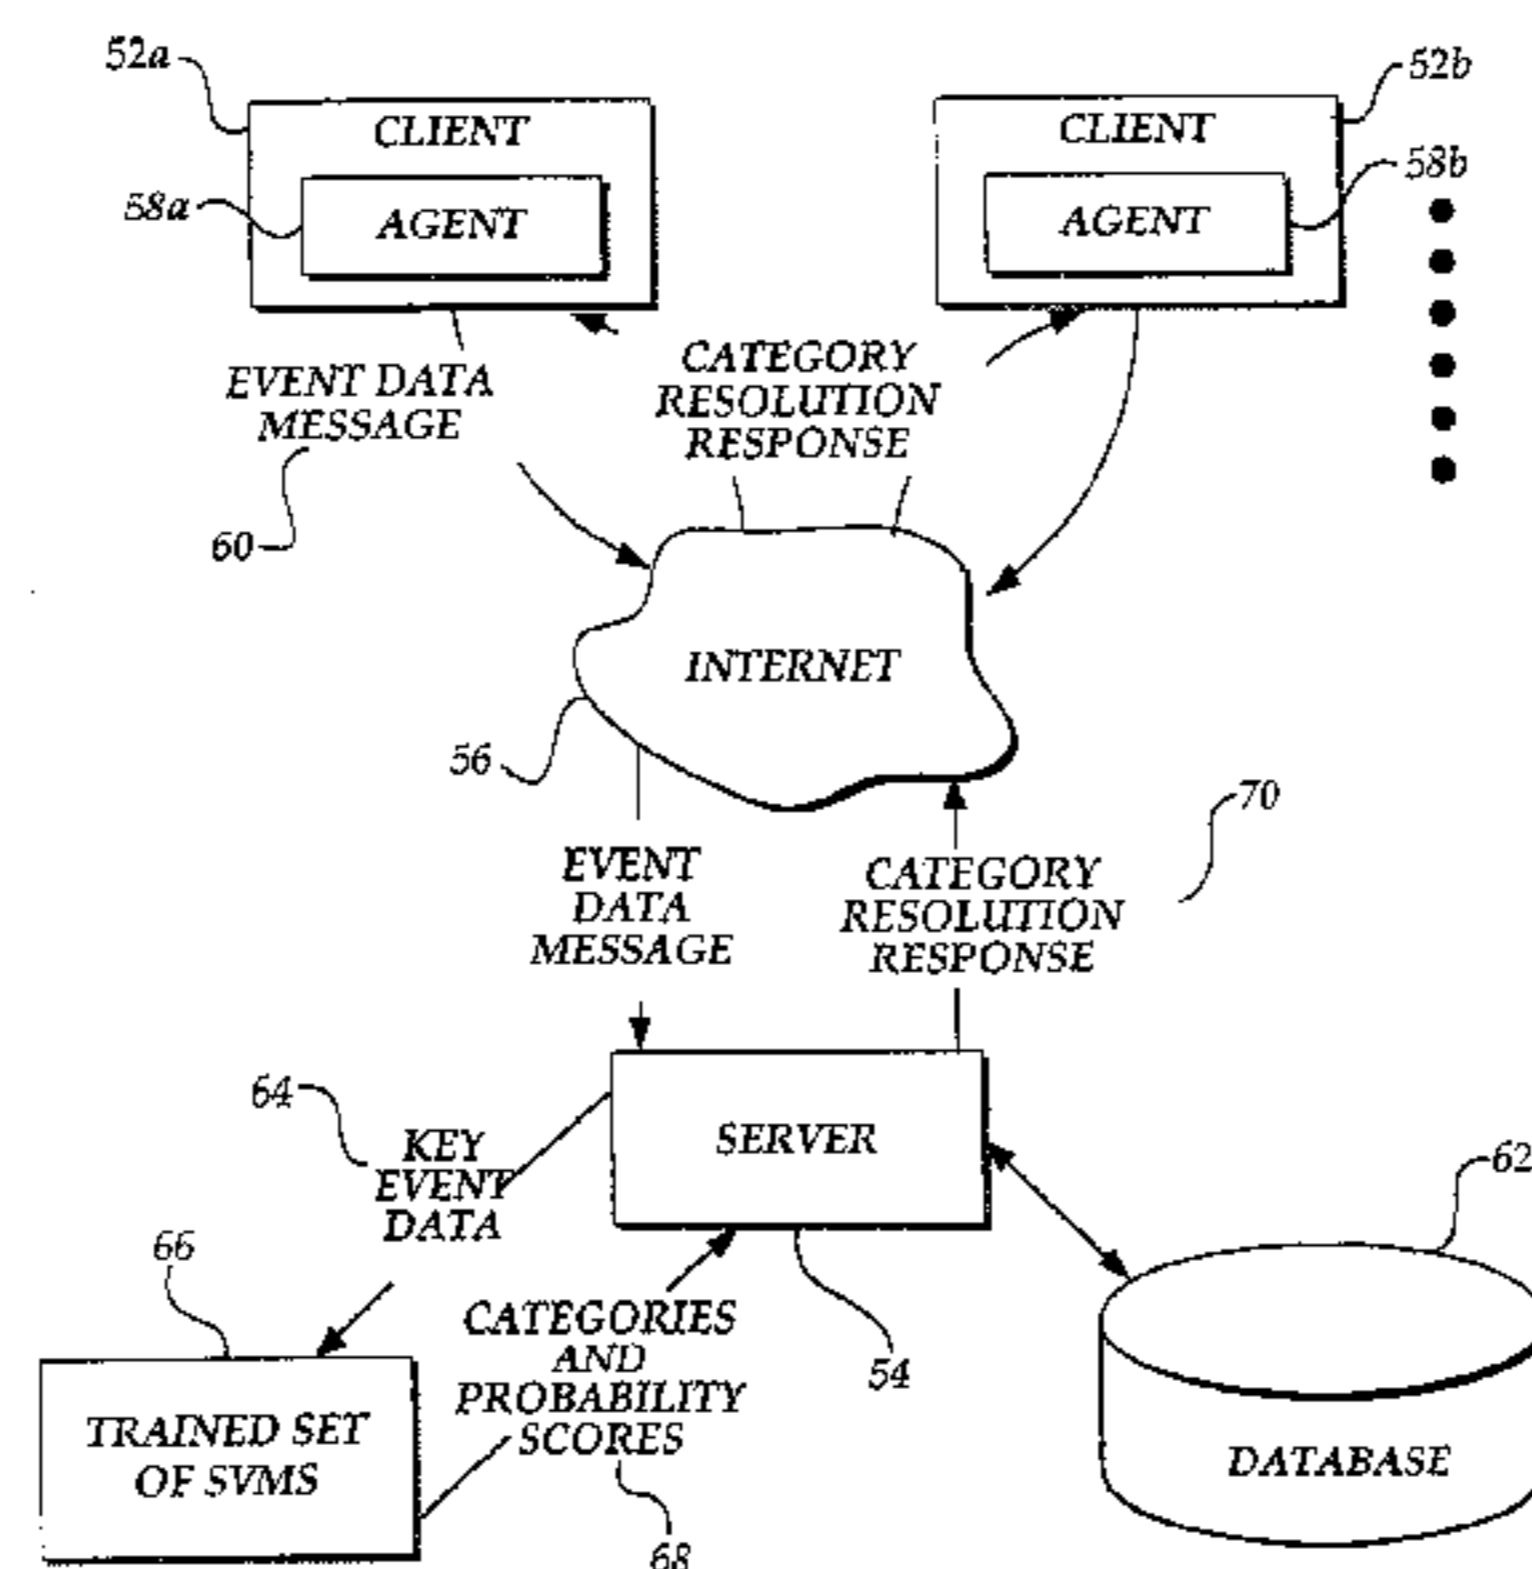 52a
52b
CLIENT
CLIENT
58b
58a
AGENT
AGENT
CATEGORY
RESOLUTION
RESPONSE
EVENT DATA
MESSAGE
60
INTERNET
56
70
EVENT
DATA
MESSAGE
CATEGORY
RESOLUTION
RESPONSE
64
KEY
EVENT
DATA
SERVER
62
66
CATEGORIES
AND
PROBABILITY
SCORES
54
TRAINED SET
OF SVMS
DATABASE
68